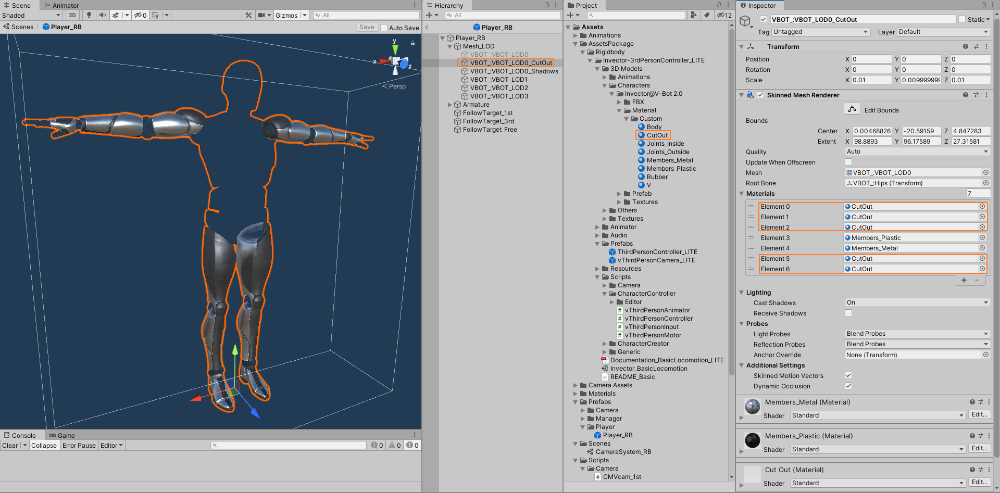 Scene
Animator
Shaded
2D
0
Gizmos
All
Scenes
Player_RB
Save
Auto Save
y
x
z
Persp
Console
Game
Clear
Collapse
Error Pause
Editor
0
0
0
Hierarchy
All
Player_RB
Player_RB
Mesh_LOD
VBOT_:VBOT_LOD0
VBOT_:VBOT_LOD0_CutOut
VBOT_:VBOT_LOD0_Shadows
VBOT_:VBOT_LOD1
VBOT_:VBOT_LOD2
VBOT_:VBOT_LOD3
Armature
FollowTarget_1st
FollowTarget_3rd
FollowTarget_Free
Project
12
Assets
Animations
AssetsPackage
Rigidbody
Invector-3rdPersonController_LITE
3D Models
Animations
Characters
Invector@V-Bot 2.0
FBX
Material
Custom
Body
CutOut
Joints_Inside
Joints_Outside
Members_Metal
Members_Plastic
Rubber
V
Prefab
Textures
Others
Textures
Animator
Audio
Prefabs
ThirdPersonController_LITE
vThirdPersonCamera_LITE
Resources
Scripts
Camera
CharacterController
Editor
vThirdPersonAnimator
vThirdPersonController
vThirdPersonInput
vThirdPersonMotor
CharacterCreator
Generic
Documentation_BasicLocomotion_LITE
Invector_BasicLocomotion
README_Basic
Camera Assets
Materials
Prefabs
Camera
Manager
Player
Player_RB
Scenes
CameraSystem_RB
Scripts
Camera
CMVcam_1st
Inspector
VBOT_:VBOT_LOD0_CutOut
Static
Tag Untagged Layer Default
Transform
Position X 0 Y 0 Z 0
Rotation X 0 Y 0 Z 0
Scale X 0.01 Y 0.009999999 Z 0.01
Skinned Mesh Renderer
Edit Bounds
Bounds
Center X 0.00468826 Y -20.59159 Z 4.847283
Extent X 98.8893 Y 96.17589 Z 27.31581
Quality Auto
Update When Offscreen
Mesh VBOT_:VBOT_LOD0
Root Bone VBOT_:Hips (Transform)
Materials 7
Element 0 CutOut
Element 1 CutOut
Element 2 CutOut
Element 3 Members_Plastic
Element 4 Members_Metal
Element 5 CutOut
Element 6 CutOut
Lighting
Cast Shadows On
Receive Shadows
Probes
Light Probes Blend Probes
Reflection Probes Blend Probes
Anchor Override None (Transform)
Additional Settings
Skinned Motion Vectors
Dynamic Occlusion
Members_Metal (Material)
Shader Standard Edit...
Members_Plastic (Material)
Shader Standard Edit...
Cut Out (Material)
Shader Standard Edit...